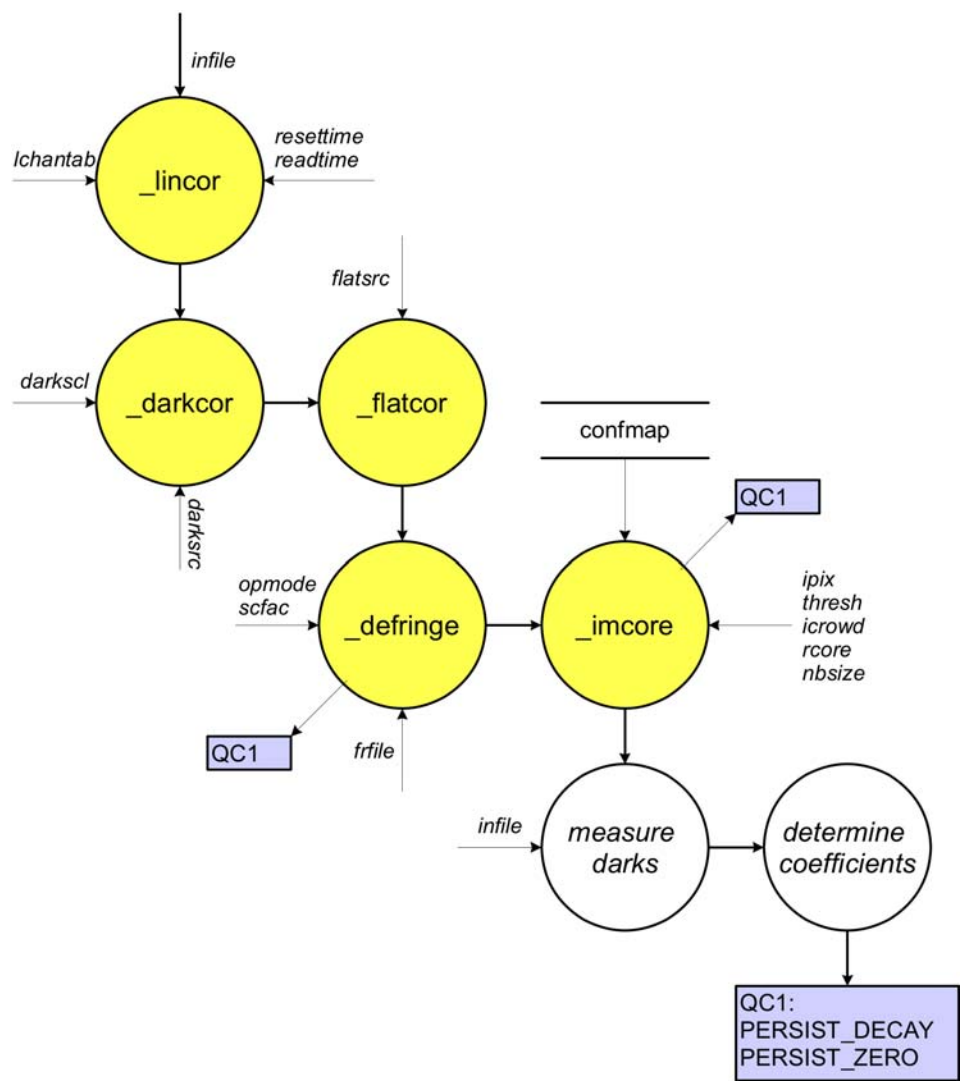 infile
lchantab
resettime
readtime
_lincor
flatsrc
darkscl
_darkcor
_flatcor
confmap
darksrc
QC1
opmode
scfac
_defringe
_imcore
ipix
thresh
icrowd
rcore
nbsize
QC1
frfile
infile
measure
darks
determine
coefficients
QC1:
PERSIST_DECAY
PERSIST_ZERO